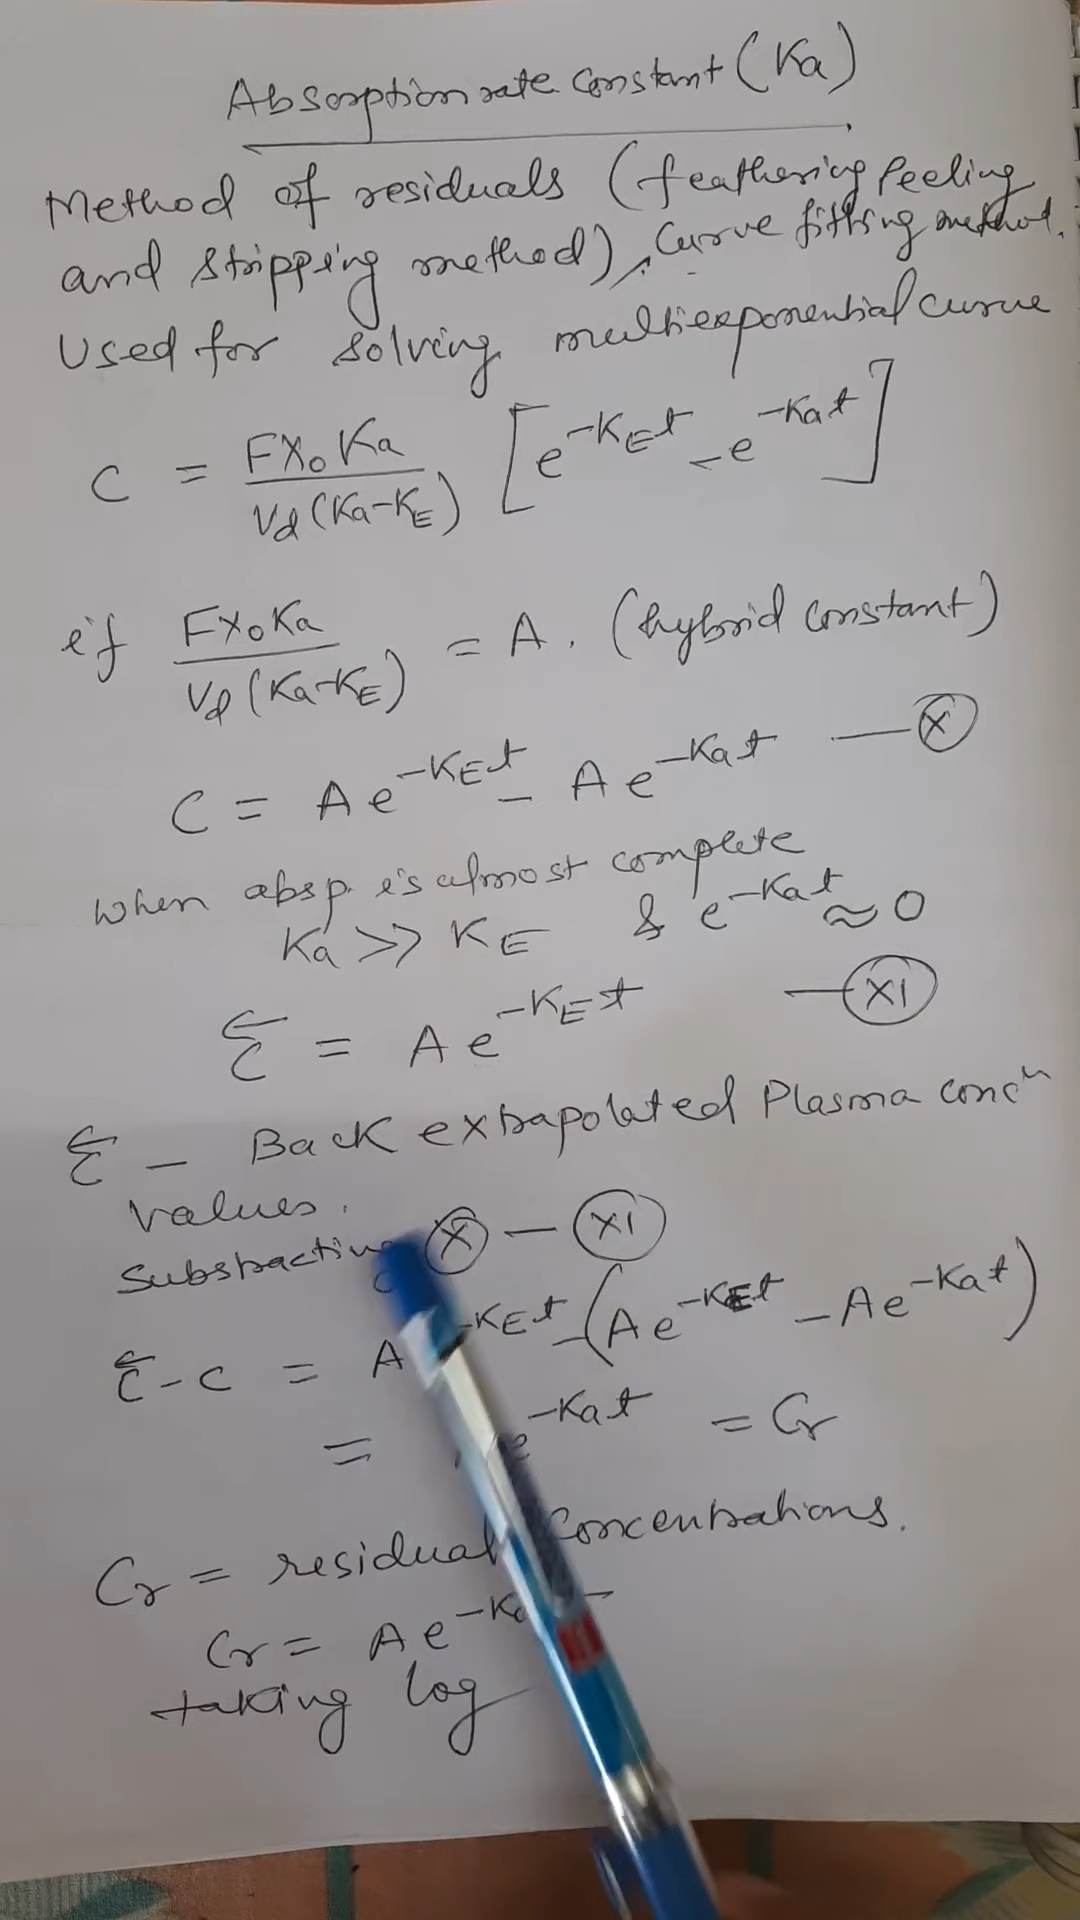 Absorption rate constant (Ka)
Method of residuals (feathering peeling
and stripping method), Curve fitting method.
Used for solving multiexponential curve
C = FX₀Ka / Vd(Ka-KE) [e^-KEt - e^-Kat]
if FX₀Ka / Vd(Ka-KE) = A. (hybrid constant)
C = Ae^-KEt - Ae^-Kat — X
when absp. is almost complete
Ka >> KE & e^-Kat ≈ 0
C⃖ = Ae^-KEt — XI
C⃖ - Back extrapolated Plasma concⁿ
values.
Substracting X — XI
C⃖-C = A -KEt - (Ae^-KEt - Ae^-Kat)
= e^-Kat = Cr
Cr = residual Concentrations.
Cr = Ae^-K
taking log